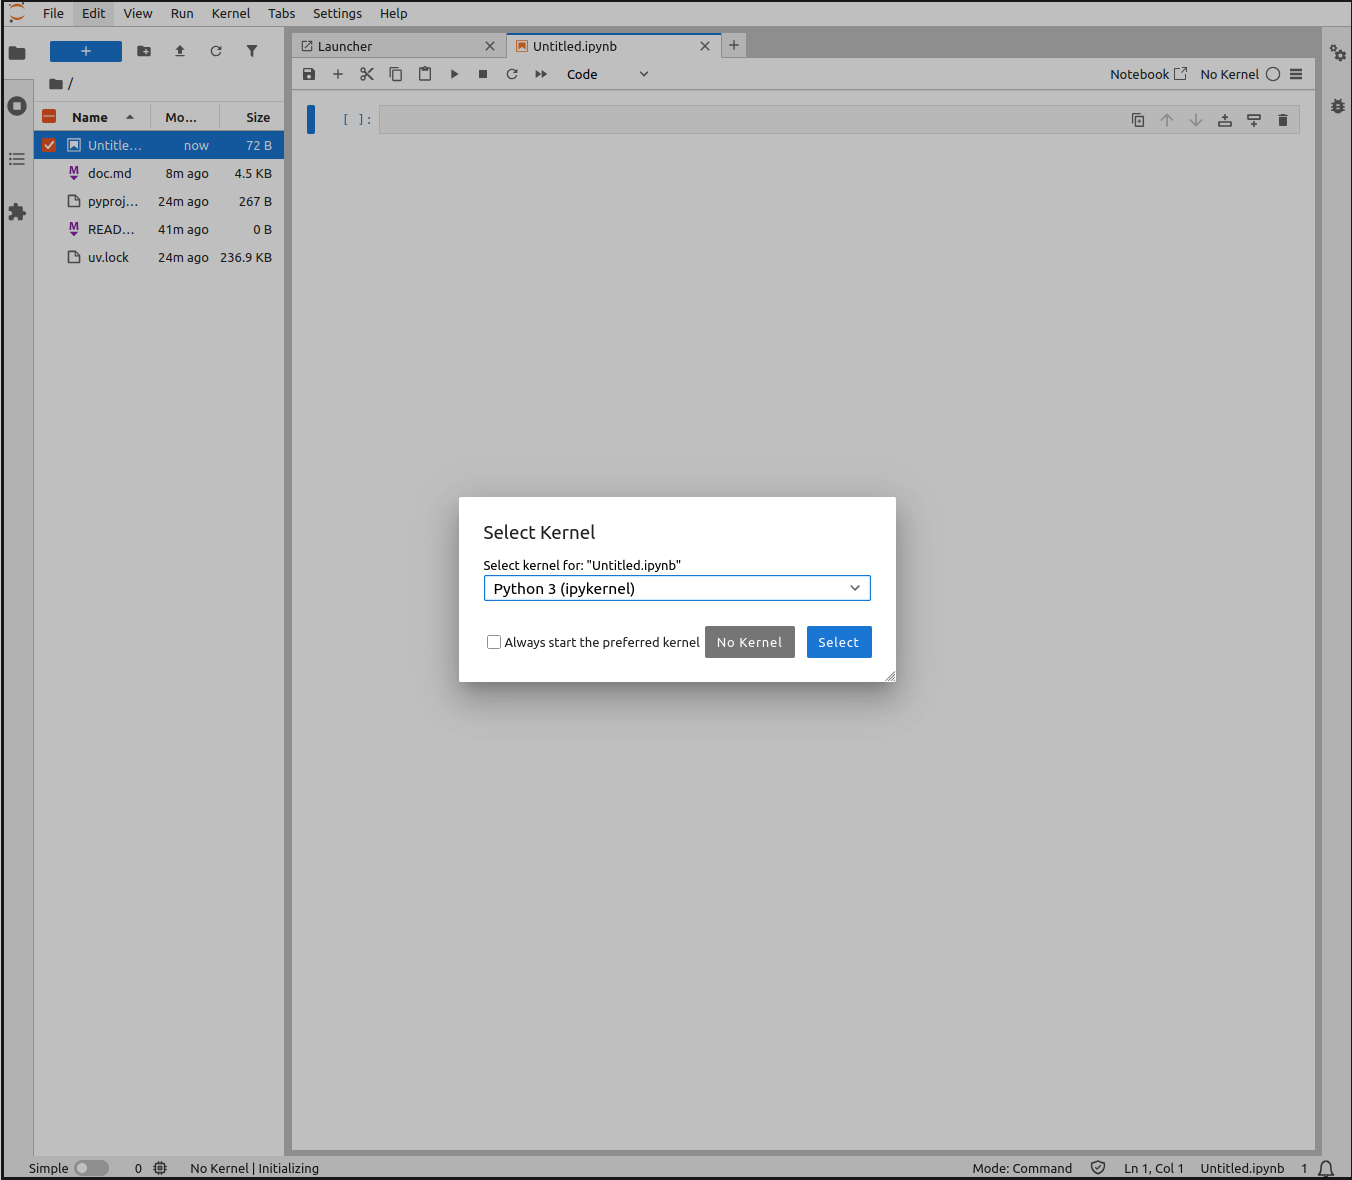 File Edit View Run Kernel Tabs Settings Help
Launcher
Untitled.ipynb
Code
Notebook
No Kernel
/
Name Mo... Size
Untitle... now 72 B
doc.md 8m ago 4.5 KB
pyproj... 24m ago 267 B
READ... 41m ago 0 B
uv.lock 24m ago 236.9 KB
[ ]:
Select Kernel
Select kernel for: "Untitled.ipynb"
Python 3 (ipykernel)
Always start the preferred kernel
No Kernel
Select
Simple 0 No Kernel | Initializing Mode: Command Ln 1, Col 1 Untitled.ipynb 1